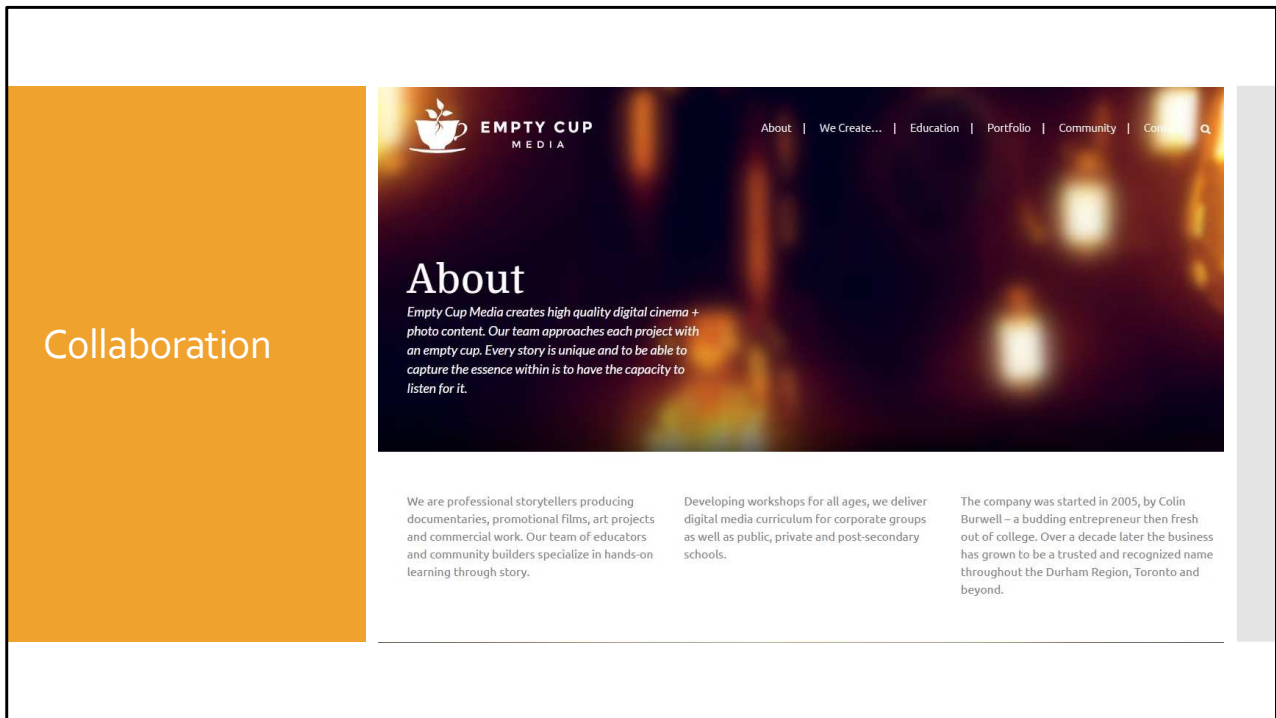 Collaboration
EMPTY CUP
MEDIA
About | We Create... | Education | Portfolio | Community |
About
Empty Cup Media creates high quality digital cinema +
photo content. Our team approaches each project with
an empty cup. Every story is unique and to be able to
capture the essence within is to have the capacity to
listen for it.
We are professional storytellers producing
documentaries, promotional films, art projects
and commercial work. Our team of educators
and community builders specialize in hands-on
learning through story.
Developing workshops for all ages, we deliver
digital media curriculum for corporate groups
as well as public, private and post-secondary
schools.
The company was started in 2005, by Colin
Burwell – a budding entrepreneur then fresh
out of college. Over a decade later the business
has grown to be a trusted and recognized name
throughout the Durham Region, Toronto and
beyond.